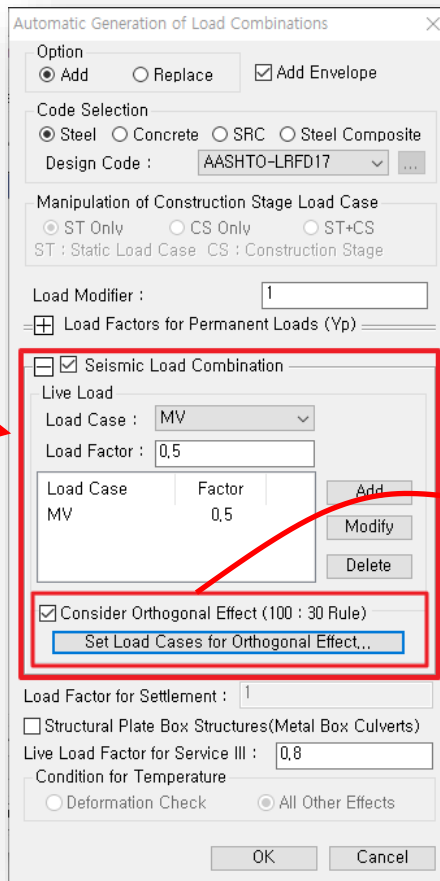 Automatic Generation of Load Combinations
Option
Add Replace Add Envelope
Code Selection
Steel Concrete SRC Steel Composite
Design Code : AASHTO-LRFD17 ...
Manipulation of Construction Stage Load Case
ST Only CS Only ST+CS
ST : Static Load Case CS : Construction Stage
Load Modifier : 1
Load Factors for Permanent Loads (Yp)
Seismic Load Combination
Live Load
Load Case : MV
Load Factor : 0,5
Load Case Factor Add
MV 0,5
Modify
Delete
Consider Orthogonal Effect (100 : 30 Rule)
Set Load Cases for Orthogonal Effect,,,
Load Factor for Settlement : 1
Structural Plate Box Structures(Metal Box Culverts)
Live Load Factor for Service III : 0,8
Condition for Temperature
Deformation Check All Other Effects
OK Cancel